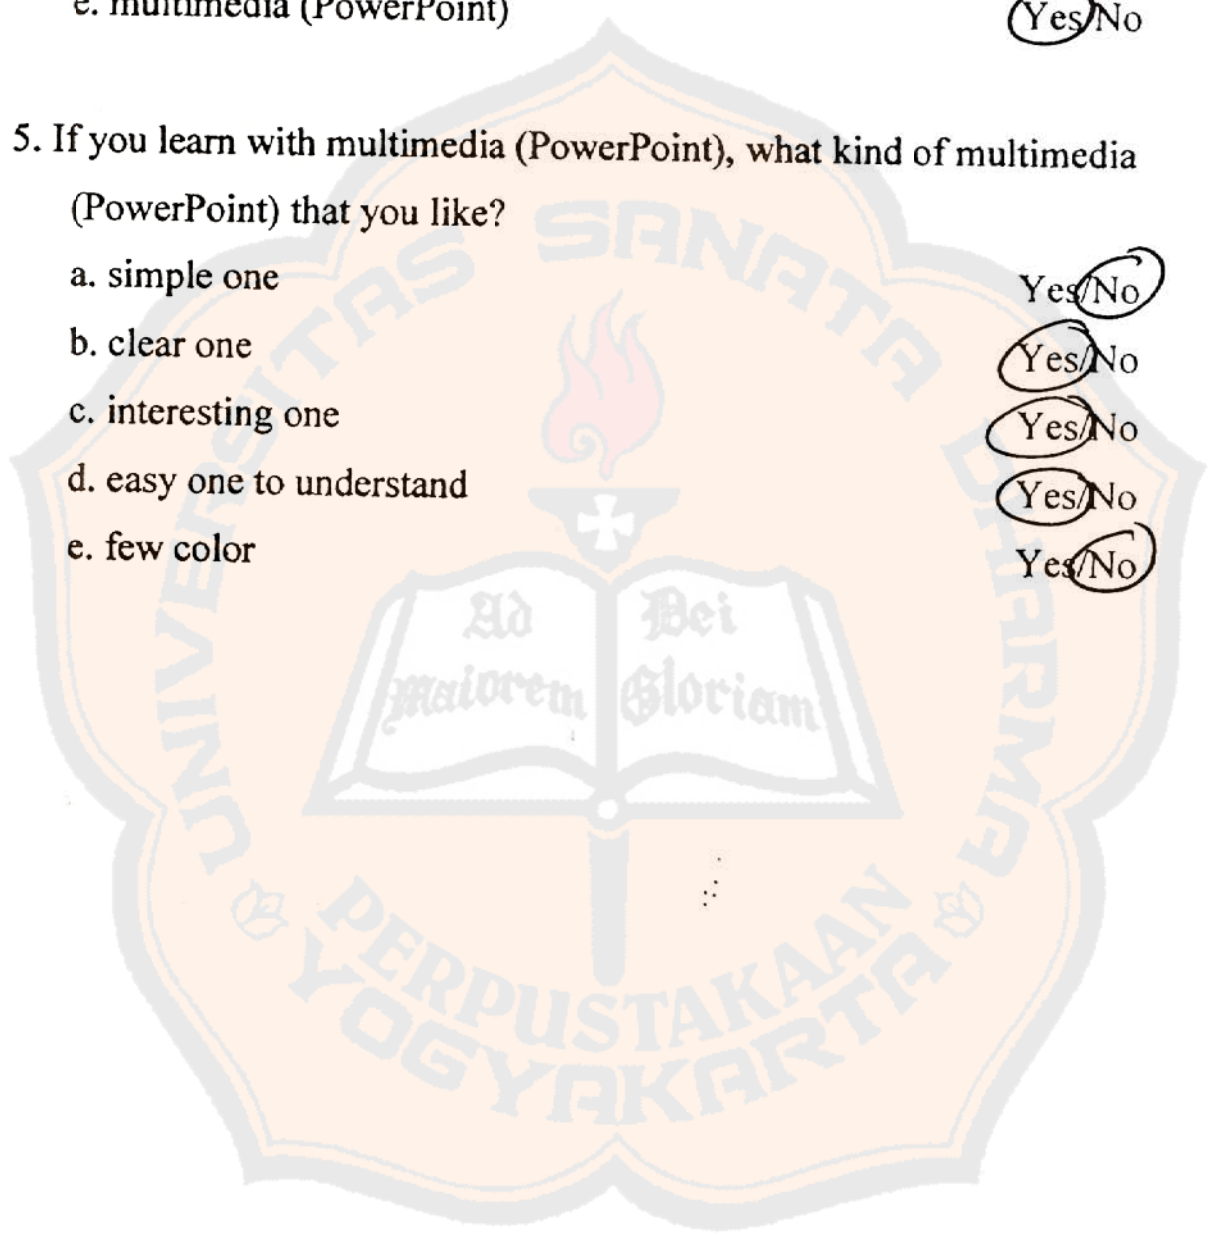 e. multimedia (PowerPoint) Yes/No
5. If you learn with multimedia (PowerPoint), what kind of multimedia
(PowerPoint) that you like?
a. simple one Yes/No
b. clear one Yes/No
c. interesting one Yes/No
d. easy one to understand Yes/No
e. few color Yes/No
UNIVERSITAS SANATA DHARMA
Ad Dei
maiorem Gloriam
PERPUSTAKAAN
YOGYAKARTA